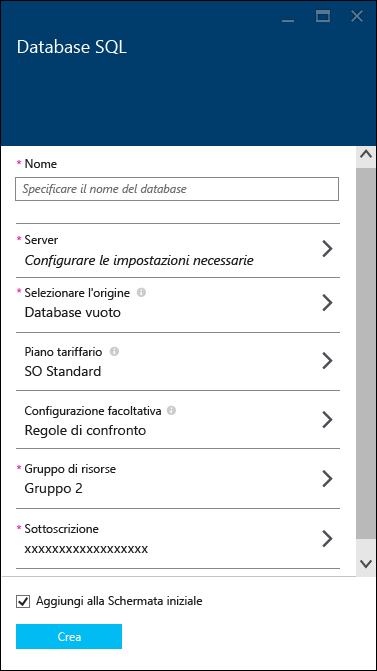 Database SQL
* Nome
Specificare il nome del database
* Server
Configurare le impostazioni necessarie
* Selezionare l'origine
Database vuoto
Piano tariffario
SO Standard
Configurazione facoltativa
Regole di confronto
* Gruppo di risorse
Gruppo 2
* Sottoscrizione
xxxxxxxxxxxxxxxxxx
Aggiungi alla Schermata iniziale
Crea